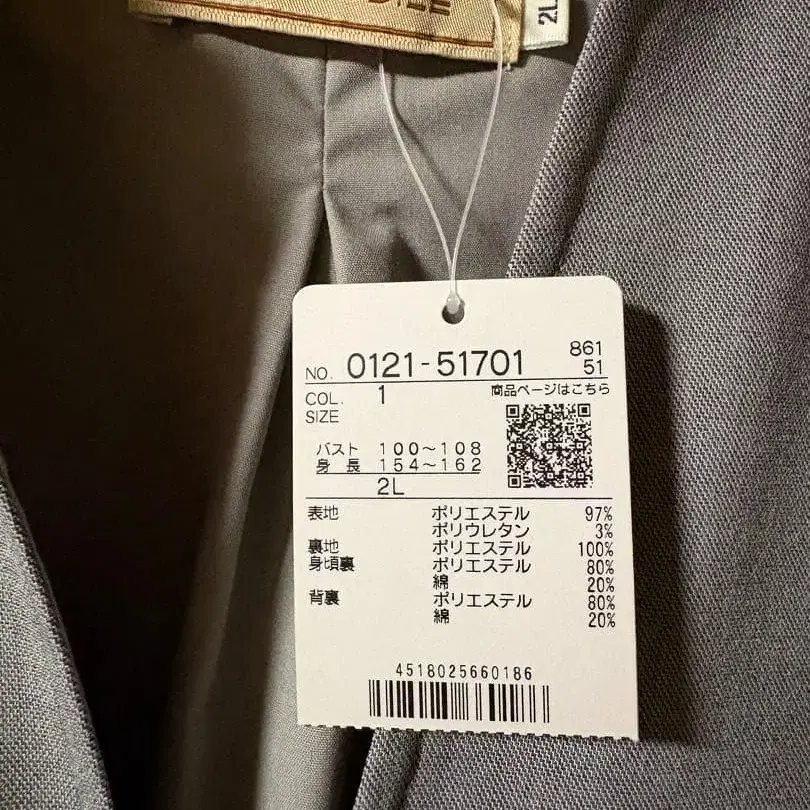 2L
NO. 0121-51701 861
51
COL. 1 商品ページはこちら
SIZE
バスト 100～108
身長 154～162
2L
表地 ポリエステル 97%
ポリウレタン 3%
裏地 ポリエステル 100%
身頃裏 ポリエステル 80%
綿 20%
背裏 ポリエステル 80%
綿 20%
4518025660186